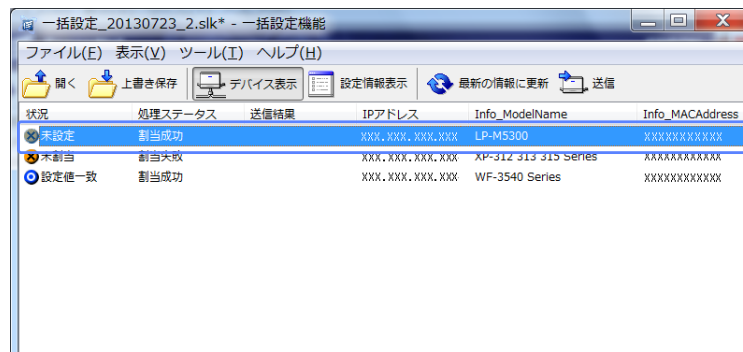 一括設定_20130723_2.slk* - 一括設定機能
ファイル(F) 表示(V) ツール(T) ヘルプ(H)
開く 上書き保存 デバイス表示 設定情報表示 最新の情報に更新 送信
状況 処理ステータス 送信結果 IPアドレス Info_ModelName Info_MACAddress
未設定 割当成功 XXX.XXX.XXX.XXX LP-M5300 XXXXXXXXXXX
未割当 割当失敗 XXX.XXX.XXX.XXX XP-312 313 315 Series XXXXXXXXXXXX
設定値一致 割当成功 XXX.XXX.XXX.XXX WF-3540 Series XXXXXXXXXXXX